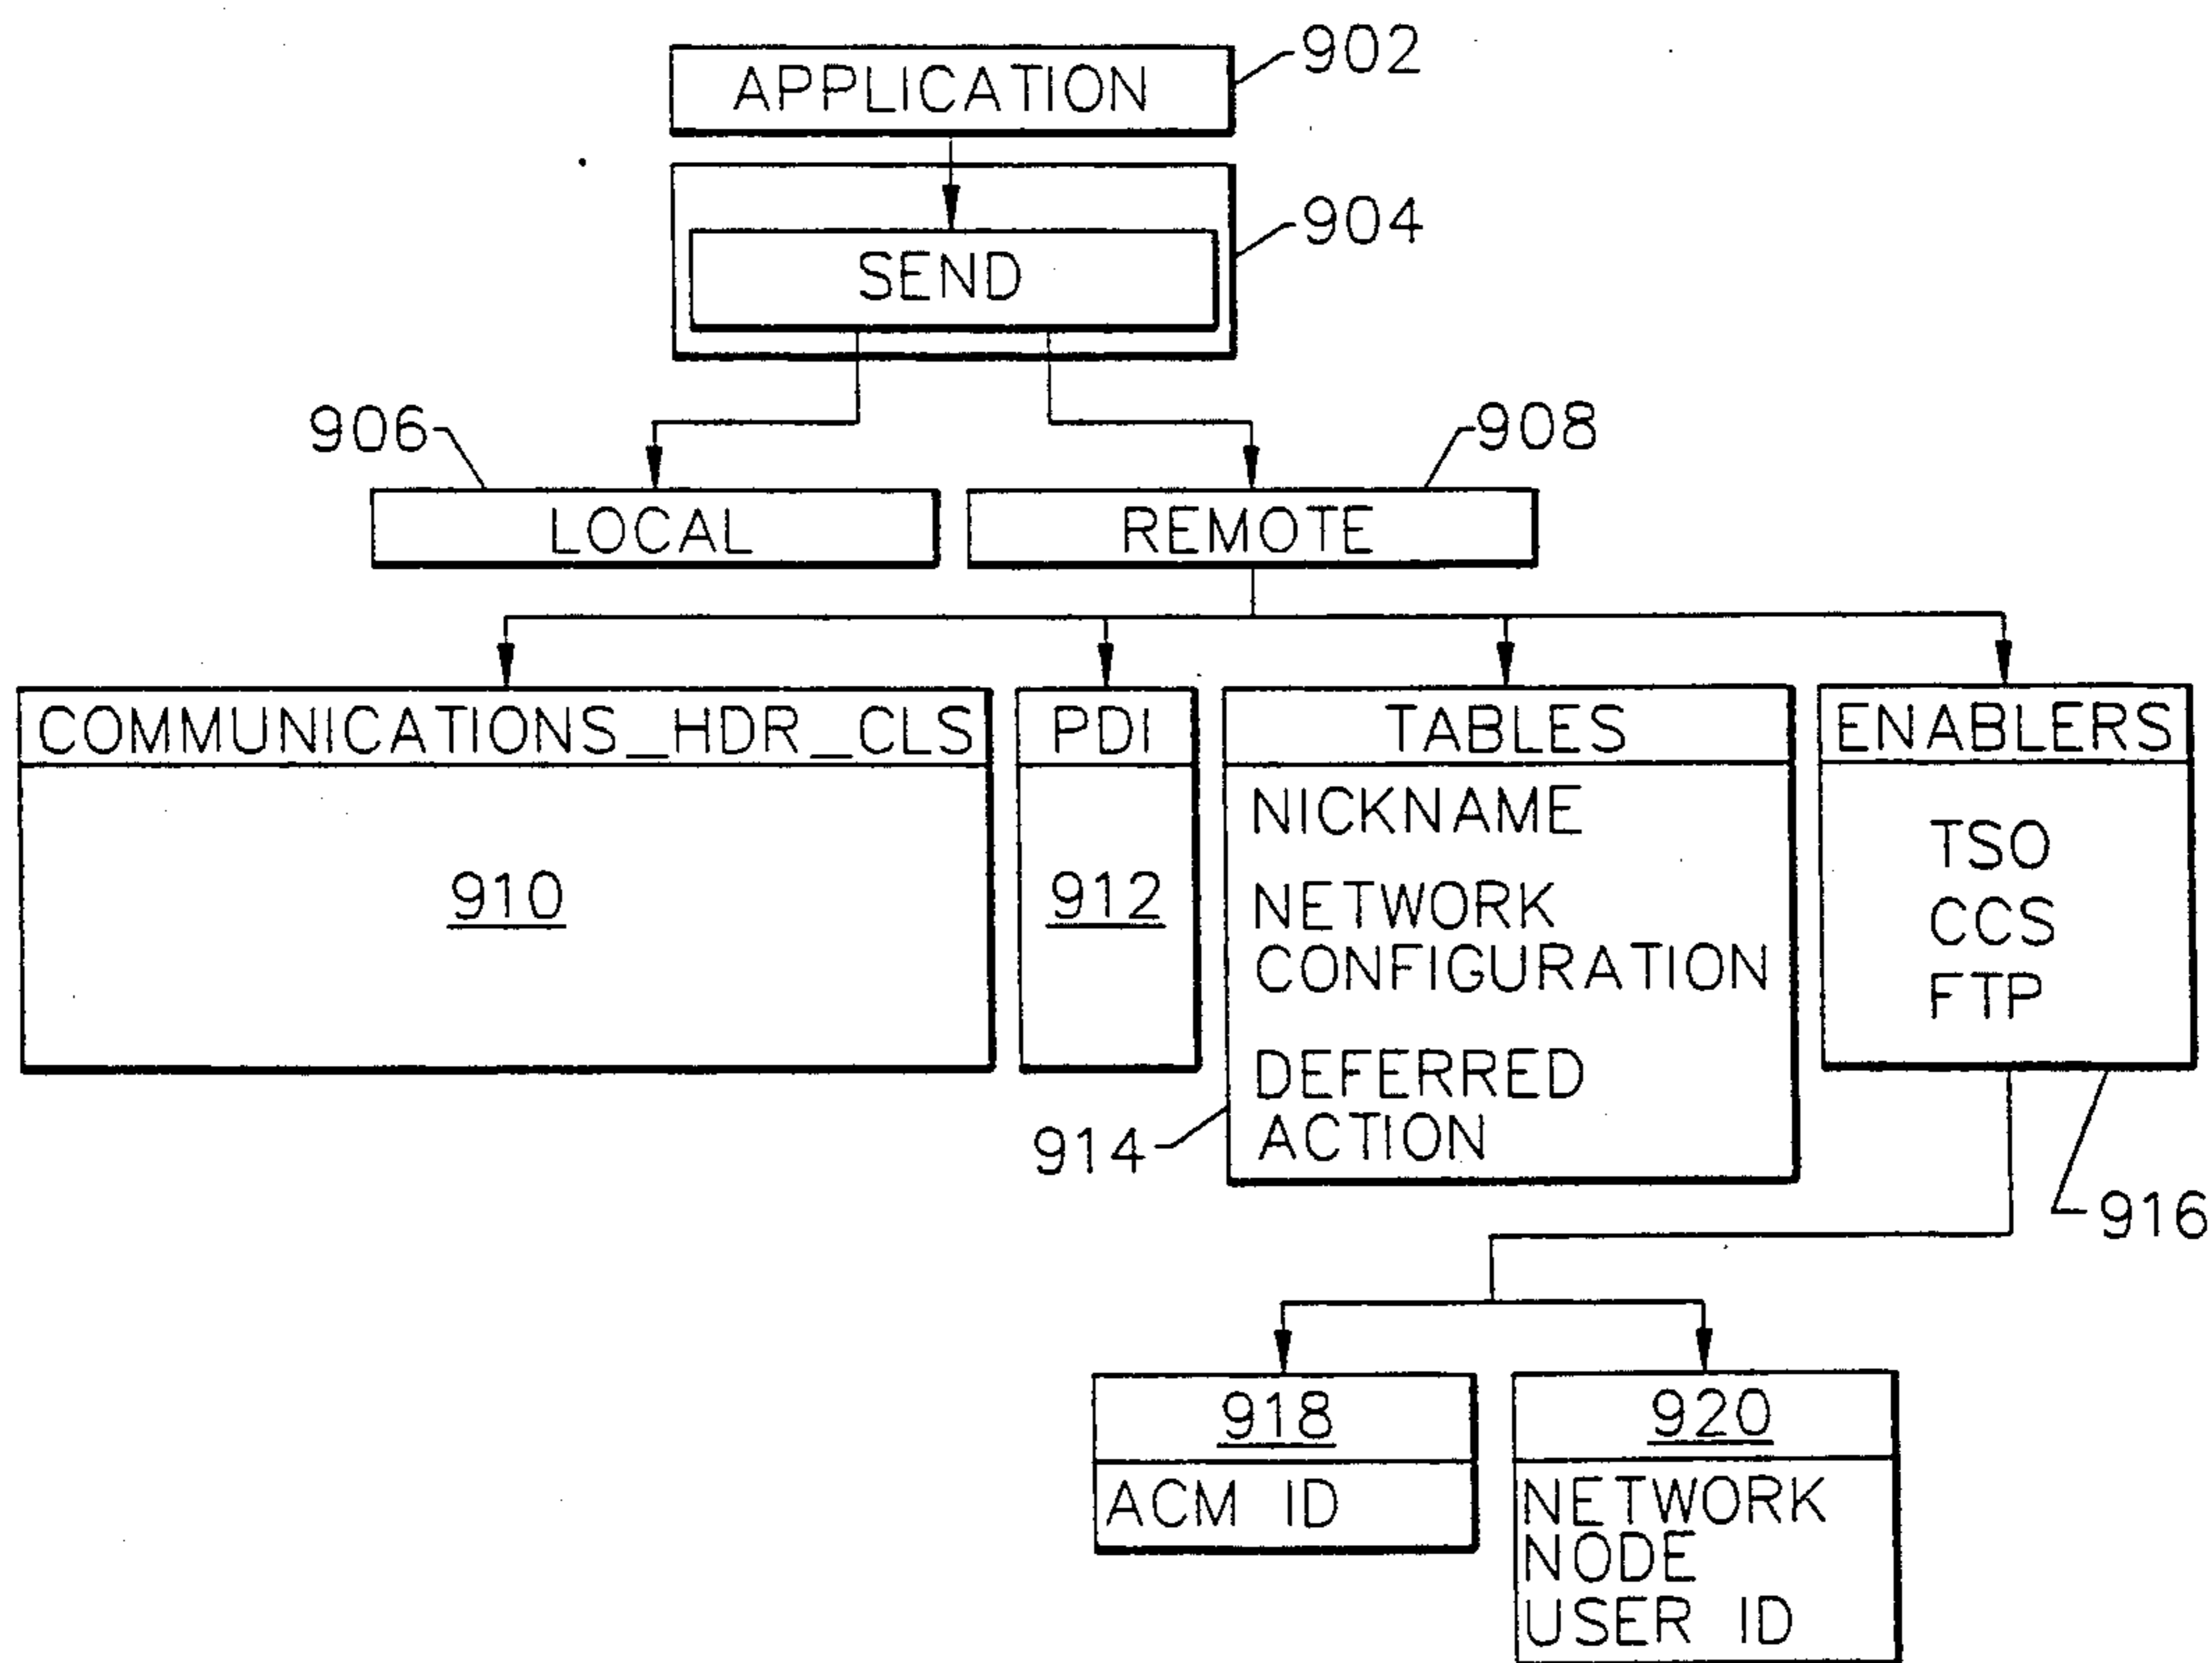 902
APPLICATION
904
SEND
906
908
LOCAL
REMOTE
COMMUNICATIONS_HDR_CLS
910
PDI
912
TABLES
NICKNAME
NETWORK
CONFIGURATION
DEFERRED
ACTION
914
ENABLERS
TSO
CCS
FTP
916
918
ACM ID
920
NETWORK
NODE
USER ID